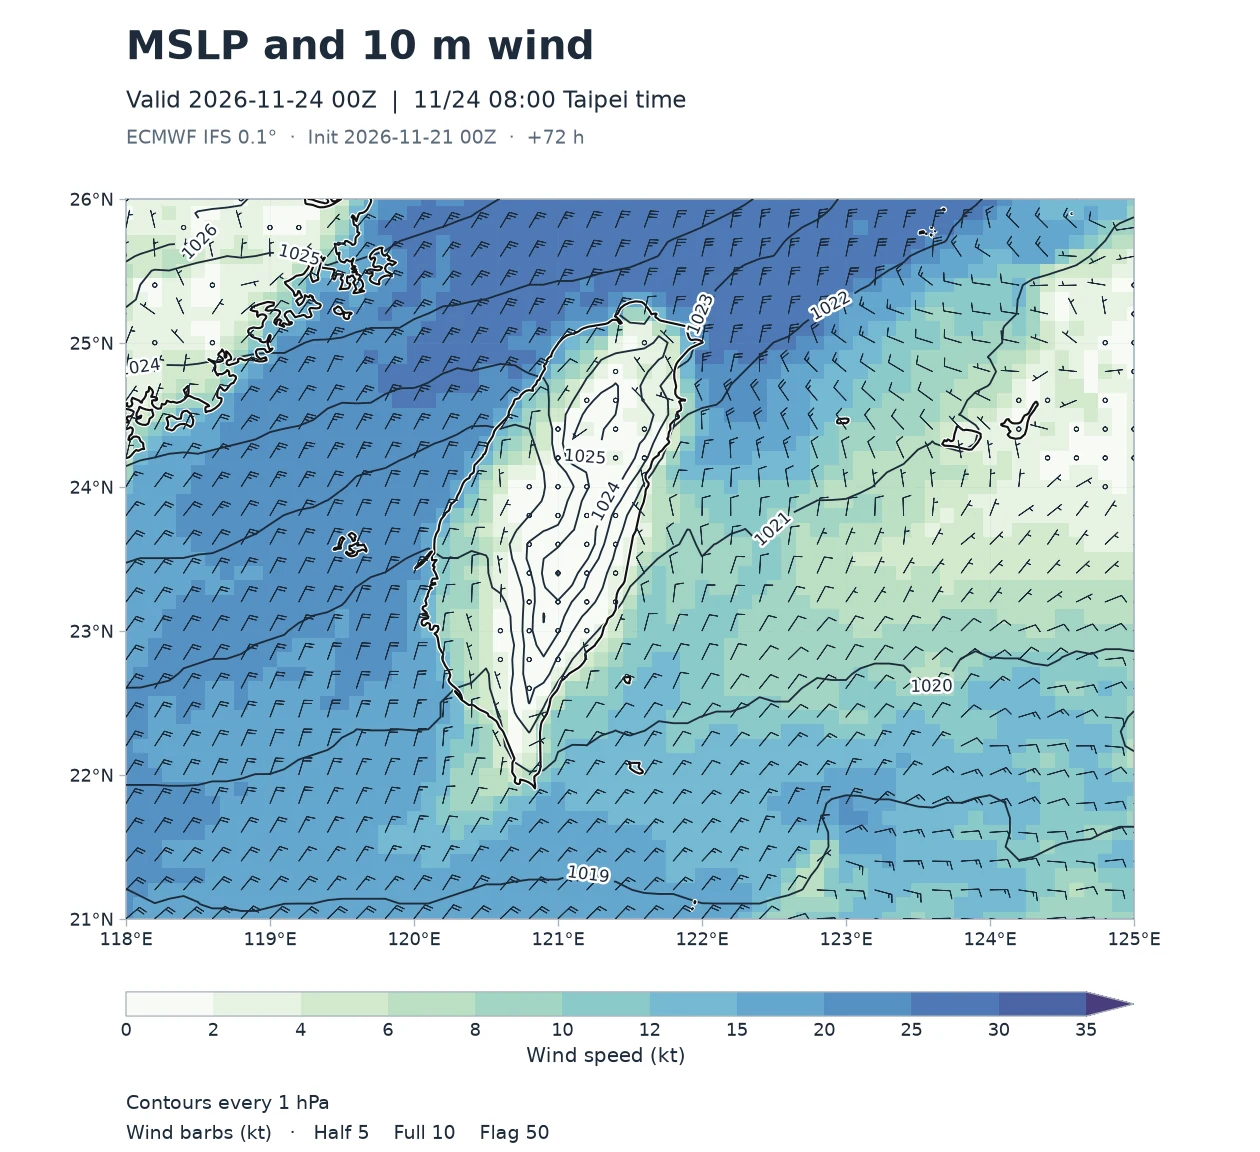 MSLP and 10 m wind
Valid 2026-11-24 00Z | 11/24 08:00 Taipei time
ECMWF IFS 0.1° · Init 2026-11-21 00Z · +72 h
26°N
25°N
24°N
23°N
22°N
21°N
1026
1025
1023
1022
1024
1025
1024
1021
1020
1019
118°E 119°E 120°E 121°E 122°E 123°E 124°E 125°E
0 2 4 6 8 10 12 15 20 25 30 35
Wind speed (kt)
Contours every 1 hPa
Wind barbs (kt) · Half 5 Full 10 Flag 50